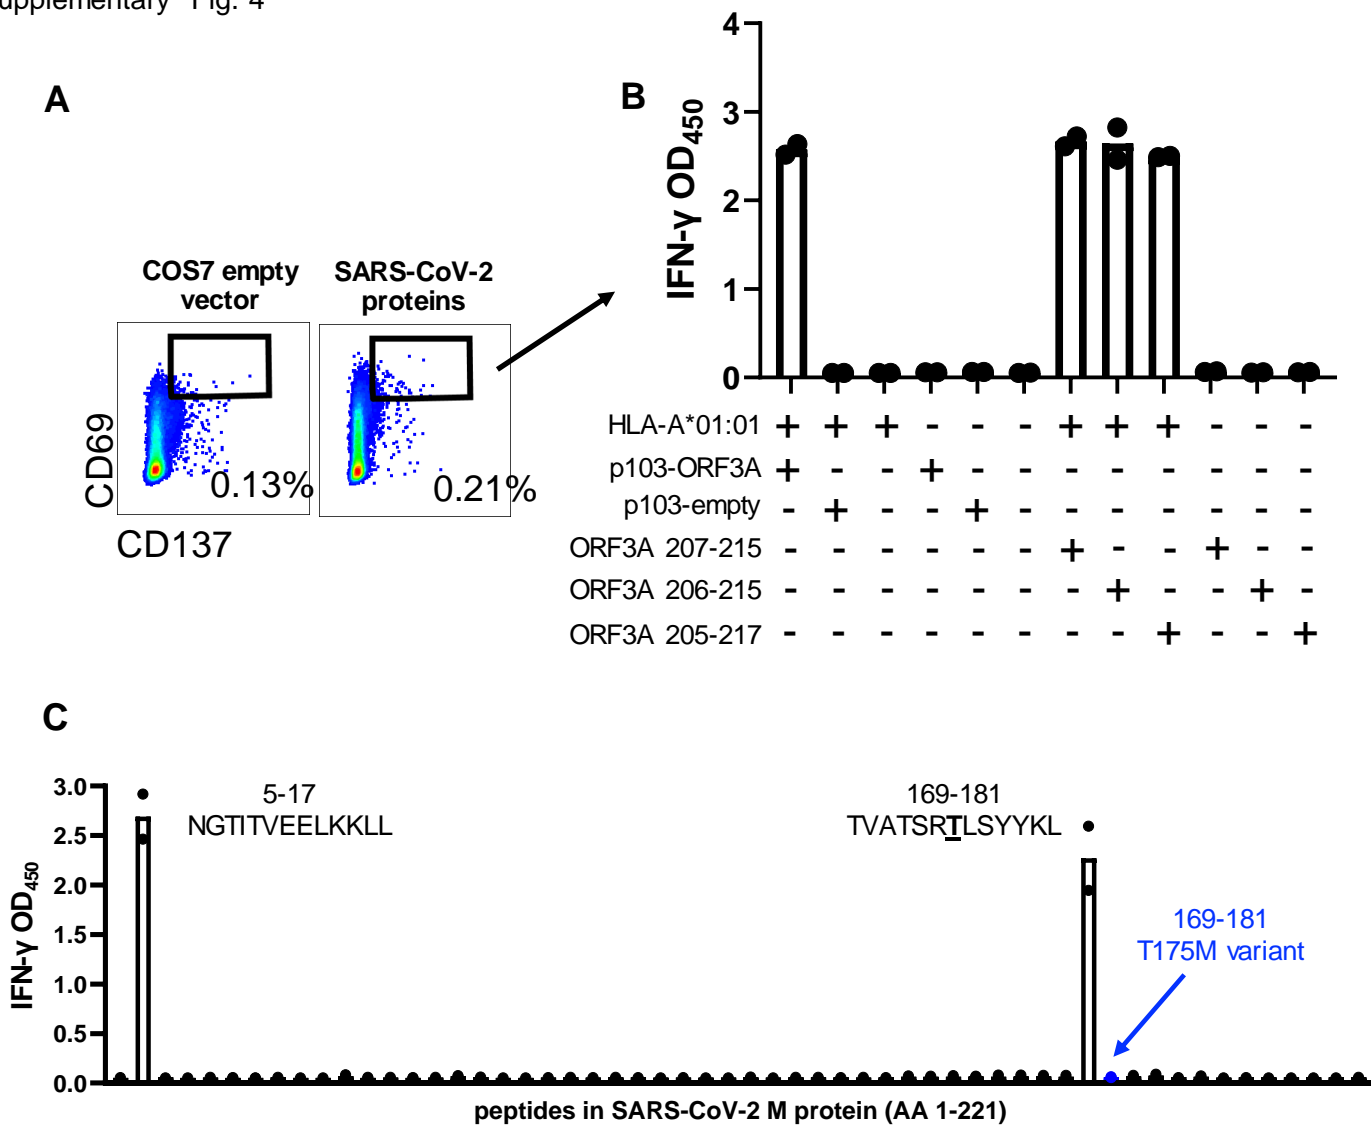 Fig. 4
A
COS7 empty
vector
SARS-CoV-2
proteins
CD69
0.13%
0.21%
CD137
B
4
3
2
1
0
IFN-γ OD450
HLA-A*01:01 + + + - - - + + + - - -
p103-ORF3A + - - + - - - - - - - -
p103-empty - + - - + - - - - - - -
ORF3A 207-215 - - - - - - + - - + - -
ORF3A 206-215 - - - - - - - + - - + -
ORF3A 205-217 - - - - - - - - + - - +
C
3.0
2.5
2.0
1.5
1.0
0.5
0.0
IFN-γ OD450
5-17
NGTITVEELKKLL
169-181
TVATSRTLSYYKL
169-181
T175M variant
peptides in SARS-CoV-2 M protein (AA 1-221)